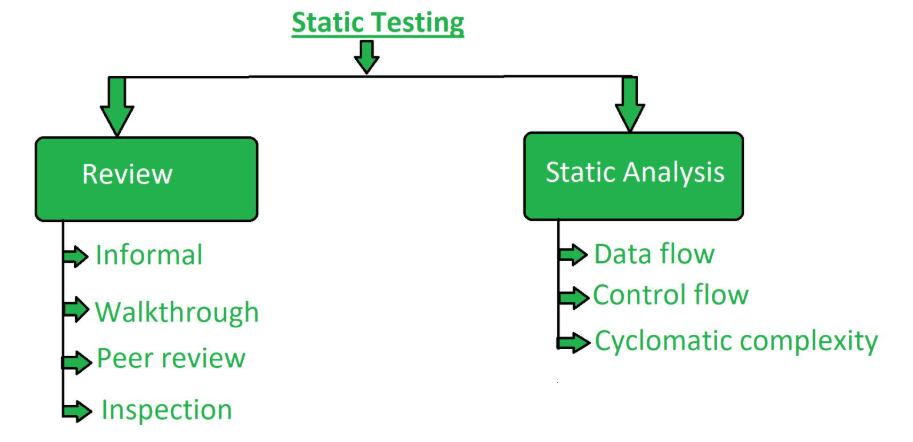 Static Testing
Review
Static Analysis
Informal
Walkthrough
Peer review
Inspection
Data flow
Control flow
Cyclomatic complexity